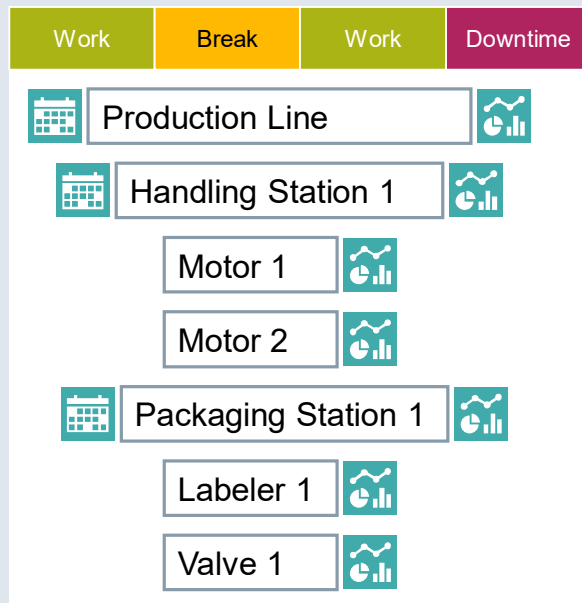 Work Break Work Downtime
Production Line
Handling Station 1
Motor 1
Motor 2
Packaging Station 1
Labeler 1
Valve 1